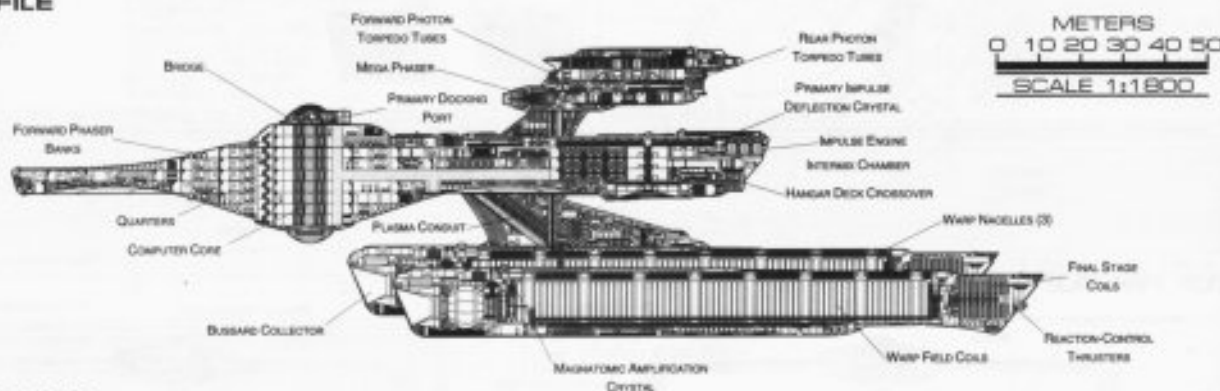 FILE
FORWARD PHOTON
TORPEDO TUBES
MEGA PHASER
BRIDGE
PRIMARY DOCKING
PORT
FORWARD PHASER
BANKS
QUARTERS
COMPUTER CORE
PLASMA CONDUIT
BUSSARD COLLECTOR
MAGNATOMIC AMPLIFICATION
CRYSTAL
REAR PHOTON
TORPEDO TUBES
PRIMARY IMPULSE
DEFLECTION CRYSTAL
IMPULSE ENGINE
INTERMIX CHAMBER
HANGAR DECK CROSSOVER
WARP NACELLES (3)
FINAL STAGE
COILS
REACTION-CONTROL
THRUSTERS
WARP FIELD COILS
METERS
0 10 20 30 40 50
SCALE 1:1800